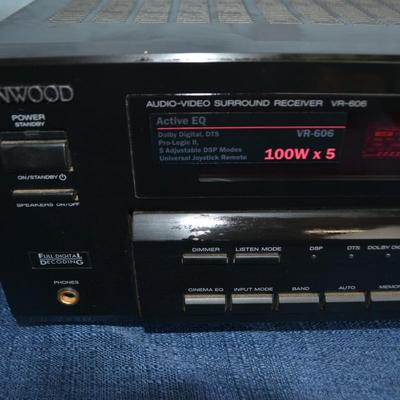 NWOOD
AUDIO-VIDEO SURROUND RECEIVER VR-606
POWER
STANDBY
Active EQ
Dolby Digital, DTS
VR-606
Pro-Logic II,
5 Adjustable DSP Modes
100W x 5
Universal Joystick Remote
ON/STANDBY
SPEAKERS ON/OFF
FULL DIGITAL
DECODING
PHONES
DIMMER LISTEN MODE DSP DTS DOLBY DIG
CINEMA EQ INPUT MODE BAND AUTO MEMO